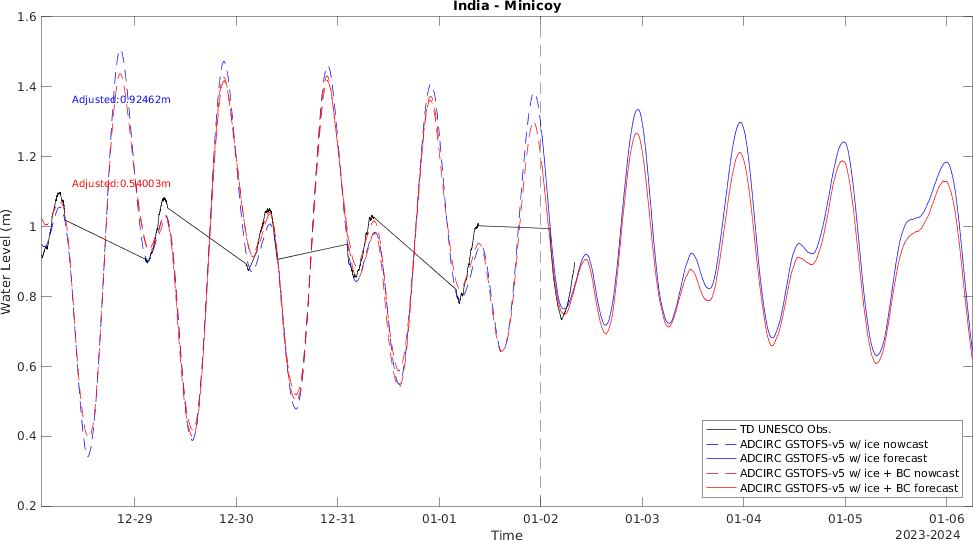 India - Minicoy
1.6
1.4
1.2
1
0.8
0.6
0.4
0.2
Water Level (m)
Adjusted:0.92462m
Adjusted:0.54003m
TD UNESCO Obs.
ADCIRC GSTOFS-v5 w/ ice nowcast
ADCIRC GSTOFS-v5 w/ ice forecast
ADCIRC GSTOFS-v5 w/ ice + BC nowcast
ADCIRC GSTOFS-v5 w/ ice + BC forecast
12-29 12-30 12-31 01-01 01-02 01-03 01-04 01-05 01-06
Time
2023-2024